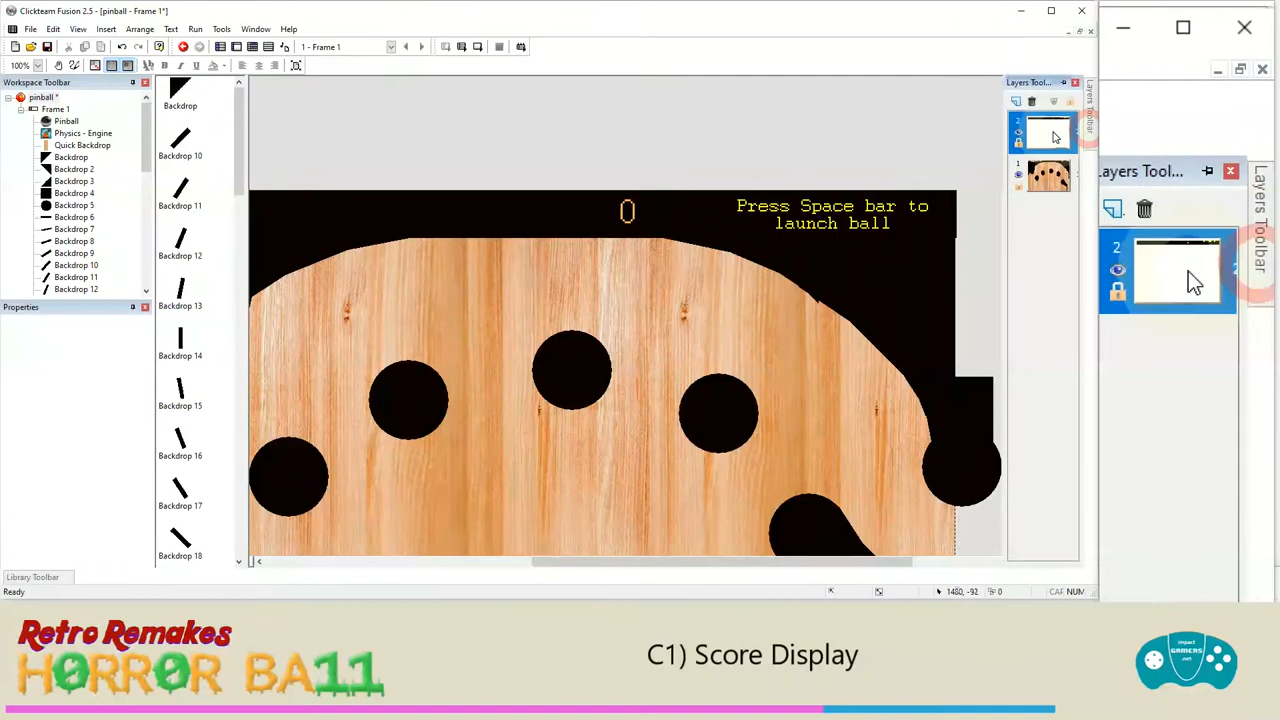 Clickteam Fusion 2.5 - [pinball - Frame 1*]
File Edit View Insert Arrange Text Run Tools Window Help
1 - Frame 1
100%
Workspace Toolbar
pinball *
Frame 1
Pinball
Physics - Engine
Quick Backdrop
Backdrop
Backdrop 2
Backdrop 3
Backdrop 4
Backdrop 5
Backdrop 6
Backdrop 7
Backdrop 8
Backdrop 9
Backdrop 10
Backdrop 11
Backdrop 12
Properties
Backdrop
Backdrop 10
Backdrop 11
Backdrop 12
Backdrop 13
Backdrop 14
Backdrop 15
Backdrop 16
Backdrop 17
Backdrop 18
0
Press Space bar to
launch ball
Layers Tool...
2
1
Layers Toolbar
Layers Tool...
2
Layers Toolbar
Library Toolbar
Ready
1480, -92
0
CAP NUM
Retro Remakes
HORROR BA11
C1) Score Display
impact
GAMERS
.net